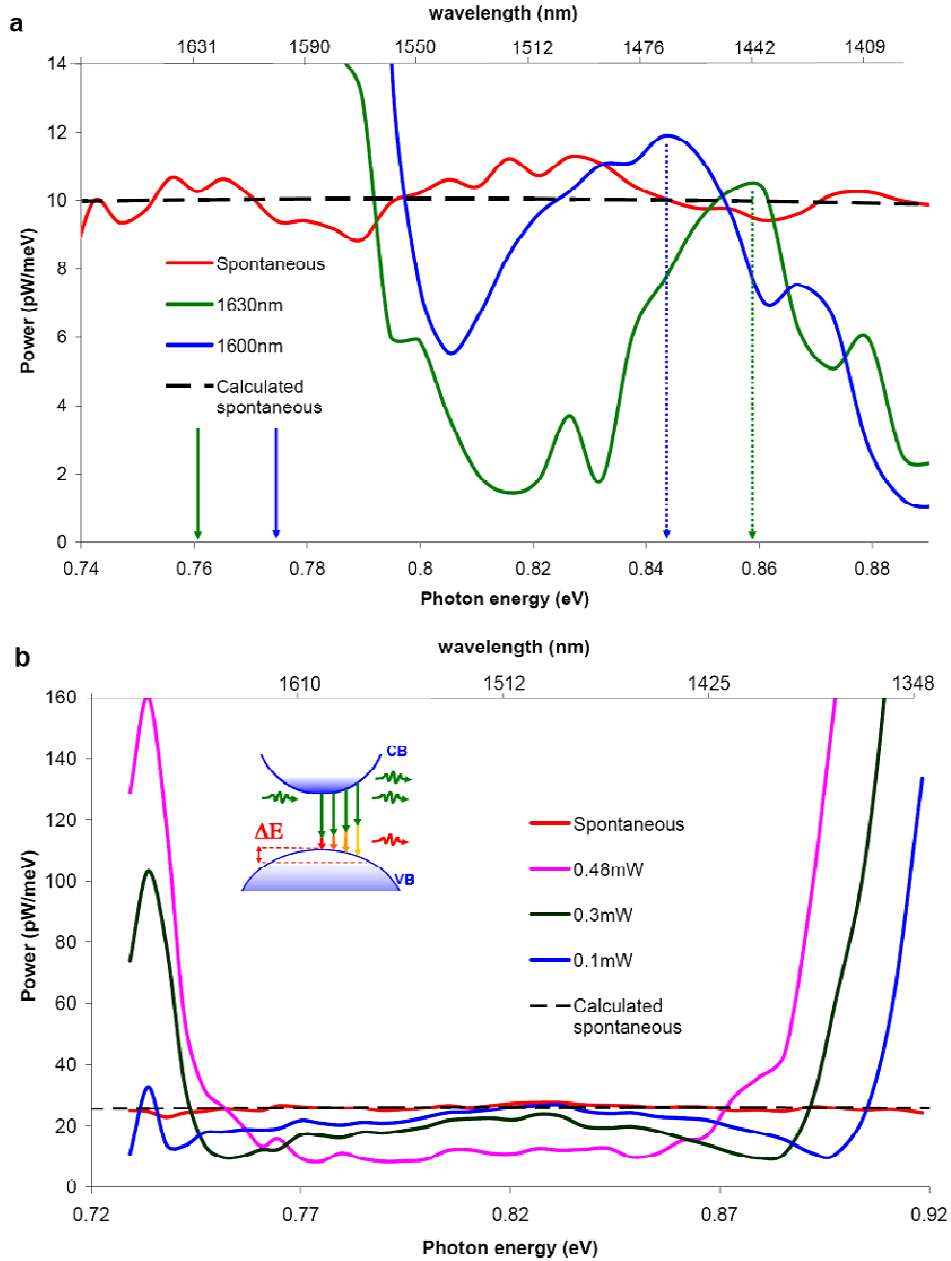 a
wavelength (nm)
1631 1590 1550 1512 1476 1442 1409
14
12
10
8
6
4
2
0
Power (pW/meV)
Spontaneous
1630nm
1600nm
Calculated
spontaneous
0.74 0.76 0.78 0.8 0.82 0.84 0.86 0.88
Photon energy (eV)
b
wavelength (nm)
1610 1512 1425 1348
160
140
120
100
80
60
40
20
0
Power (pW/meV)
CB
ΔE
VB
Spontaneous
0.48mW
0.3mW
0.1mW
Calculated
spontaneous
0.72 0.77 0.82 0.87 0.92
Photon energy (eV)